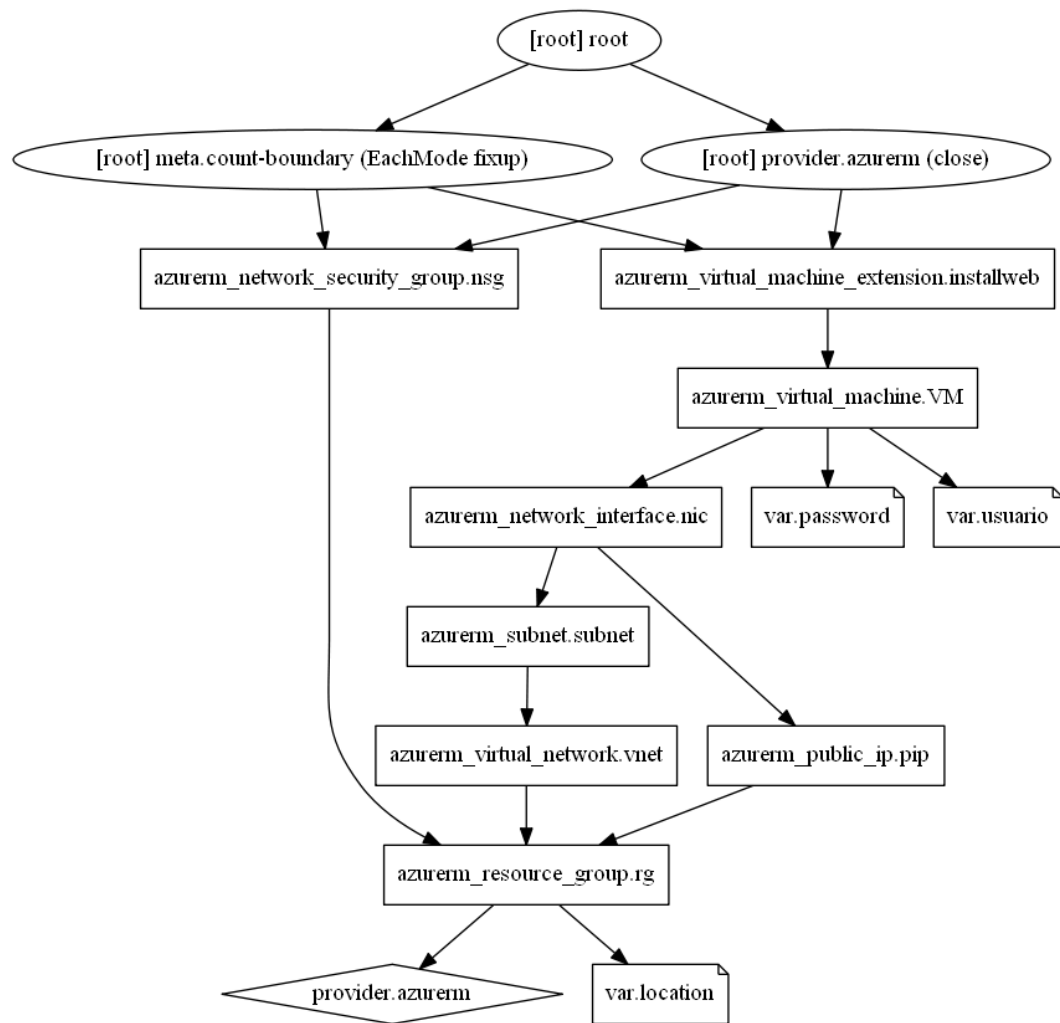 [root] root
[root] meta.count-boundary (EachMode fixup)
[root] provider.azurerm (close)
azurerm_network_security_group.nsg
azurerm_virtual_machine_extension.installweb
azurerm_virtual_machine.VM
azurerm_network_interface.nic
var.password
var.usuario
azurerm_subnet.subnet
azurerm_virtual_network.vnet
azurerm_public_ip.pip
azurerm_resource_group.rg
provider.azurerm
var.location